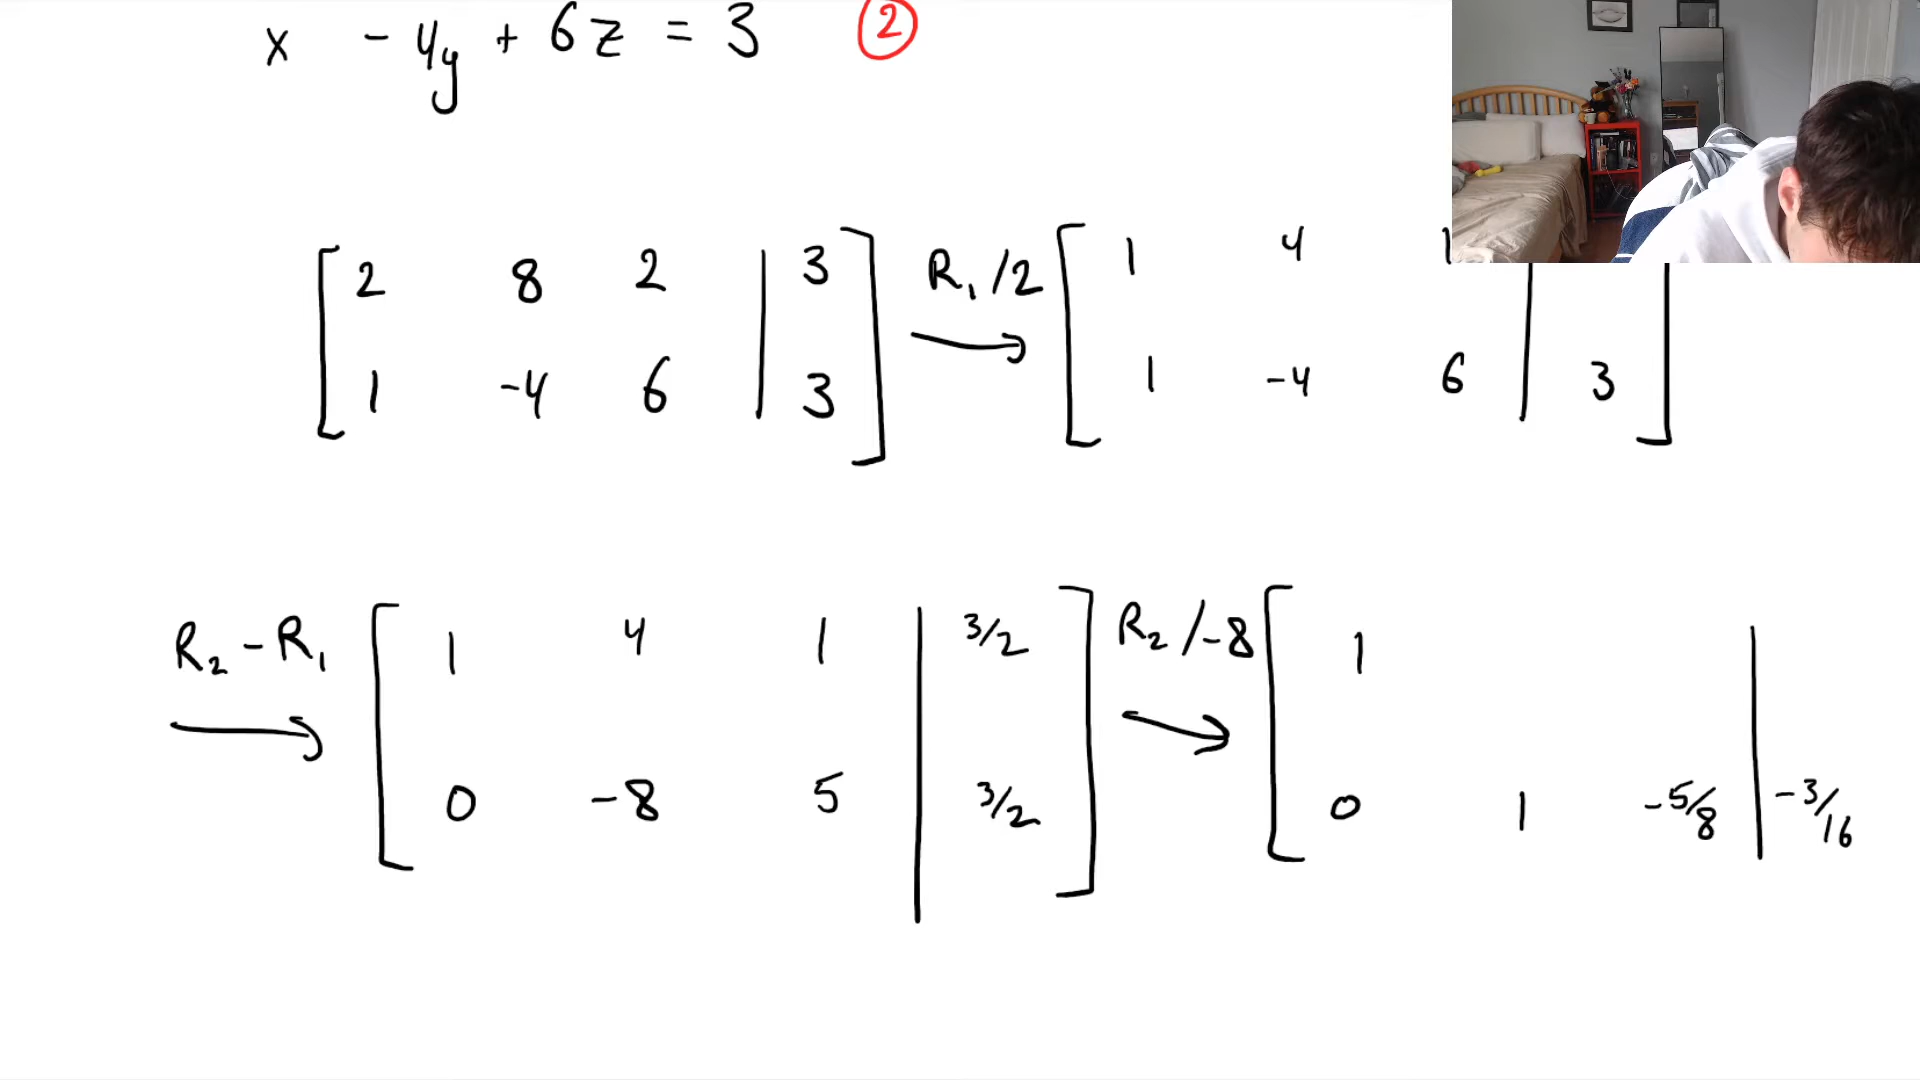 x - 4y + 6z = 3 ②
[ 2 8 2 | 3 ] R₁/2 [ 1 4 1
[ 1 -4 6 | 3 ] → [ 1 -4 6 | 3 ]
R₂ - R₁ [ 1 4 1 | 3/2 ] R₂/-8 [ 1 |
→ [ 0 -8 5 | 3/2 ] → [ 0 1 -5/8 | -3/16